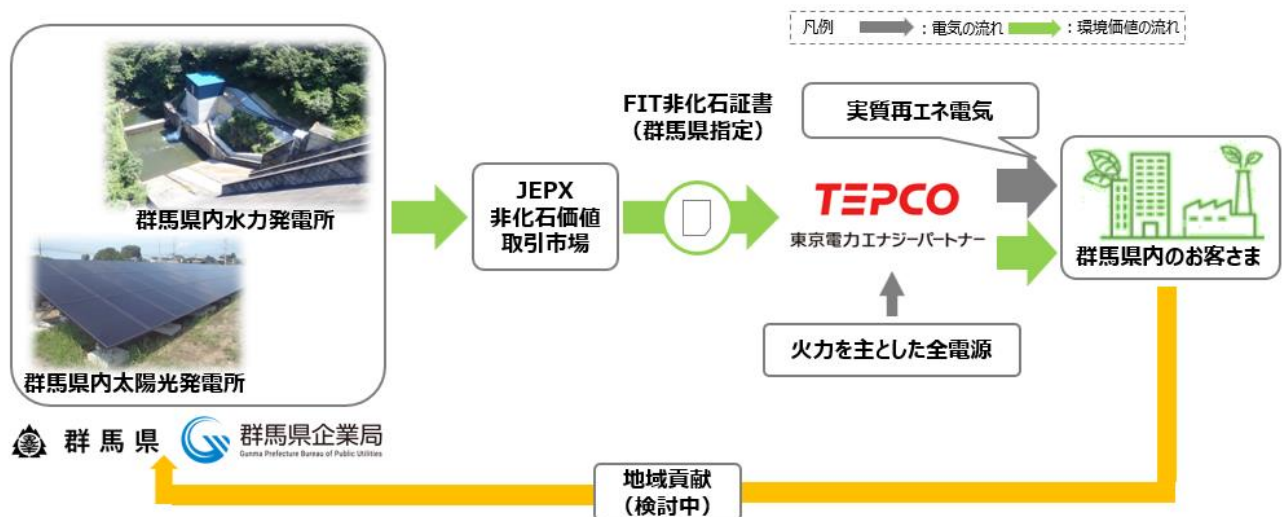 凡例 ：電気の流れ ：環境価値の流れ
群馬県内水力発電所
群馬県内太陽光発電所
群馬県
群馬県企業局
Gunma Prefecture Bureau of Public Utilities
JEPX
非化石価値
取引市場
FIT非化石証書
（群馬県指定）
実質再エネ電気
TEPCO
東京電力エナジーパートナー
火力を主とした全電源
群馬県内のお客さま
地域貢献
（検討中）